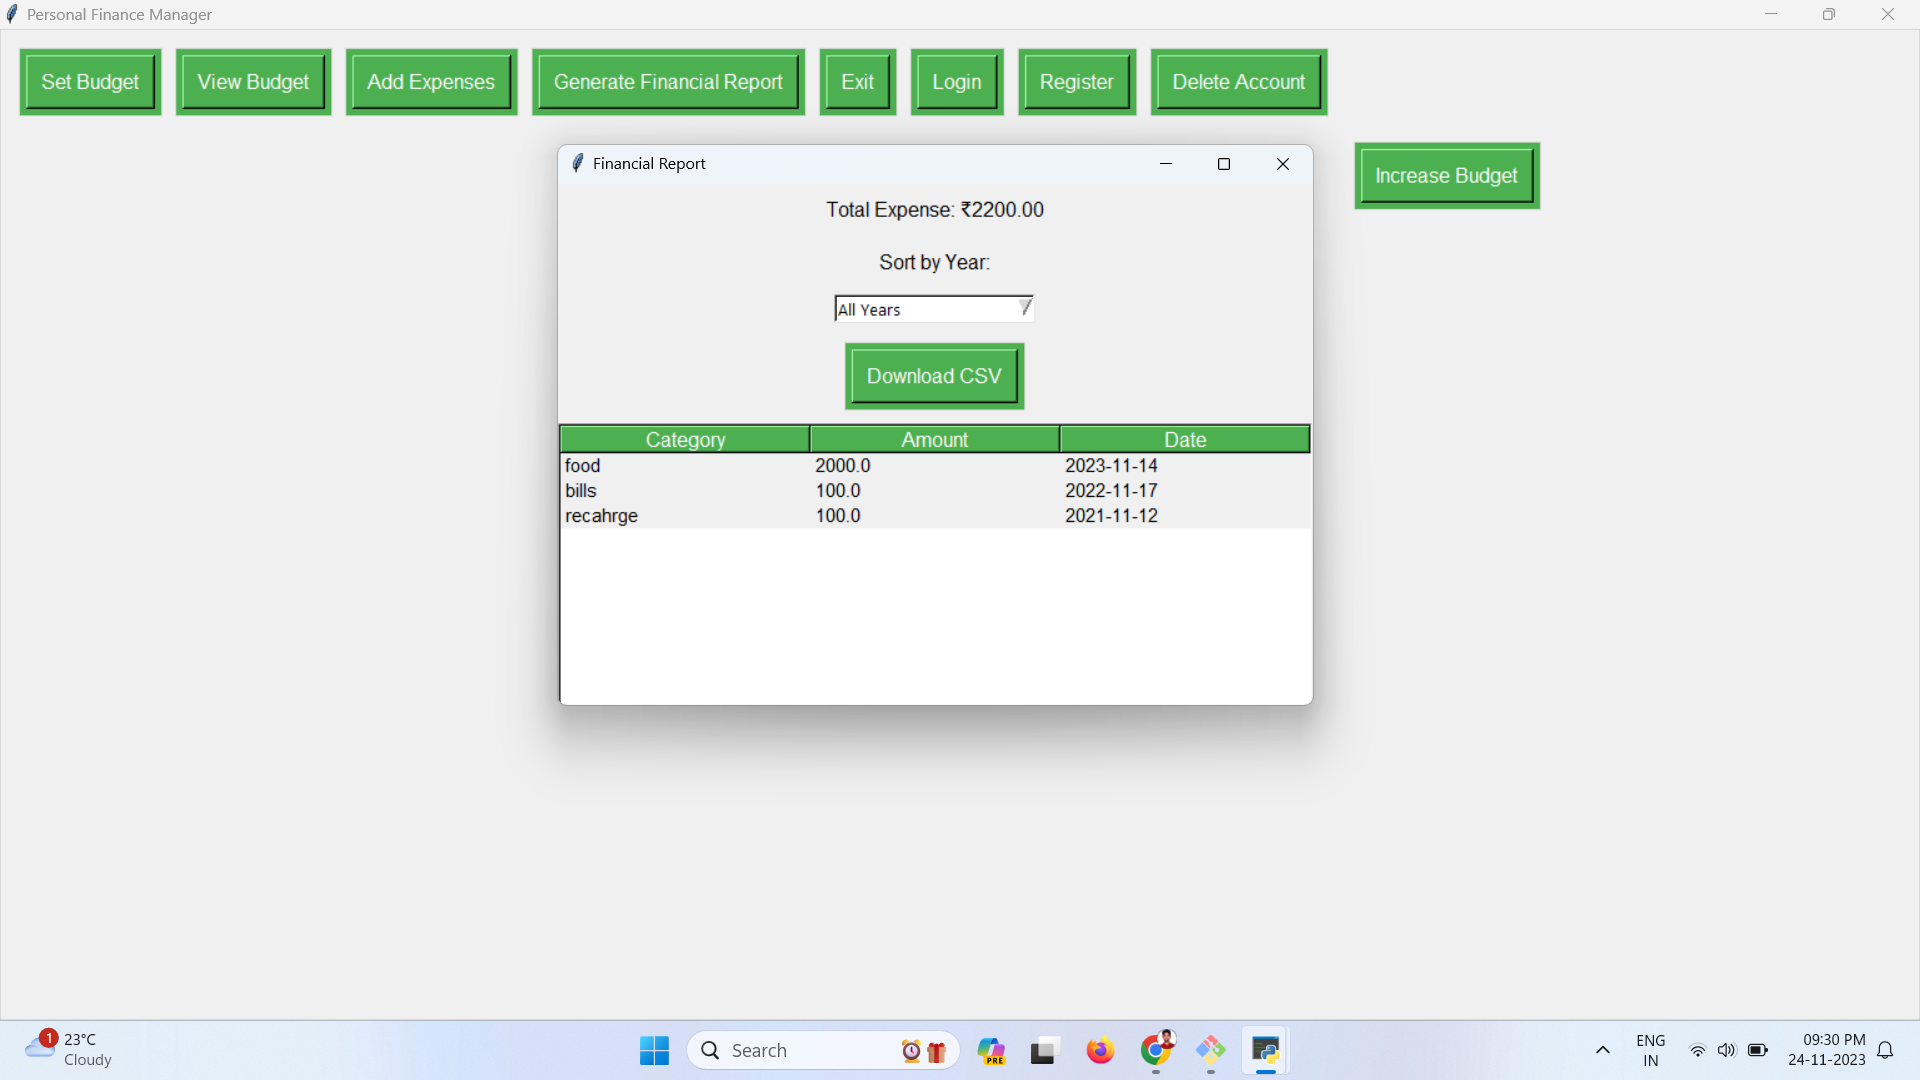 Personal Finance Manager
Set Budget View Budget Add Expenses Generate Financial Report Exit Login Register Delete Account
Increase Budget
Financial Report
Total Expense: ₹2200.00
Sort by Year:
All Years
Download CSV
Category Amount Date
food 2000.0 2023-11-14
bills 100.0 2022-11-17
recahrge 100.0 2021-11-12
1 23°C
Cloudy
Search
PRE
ENG
IN
09:30 PM
24-11-2023